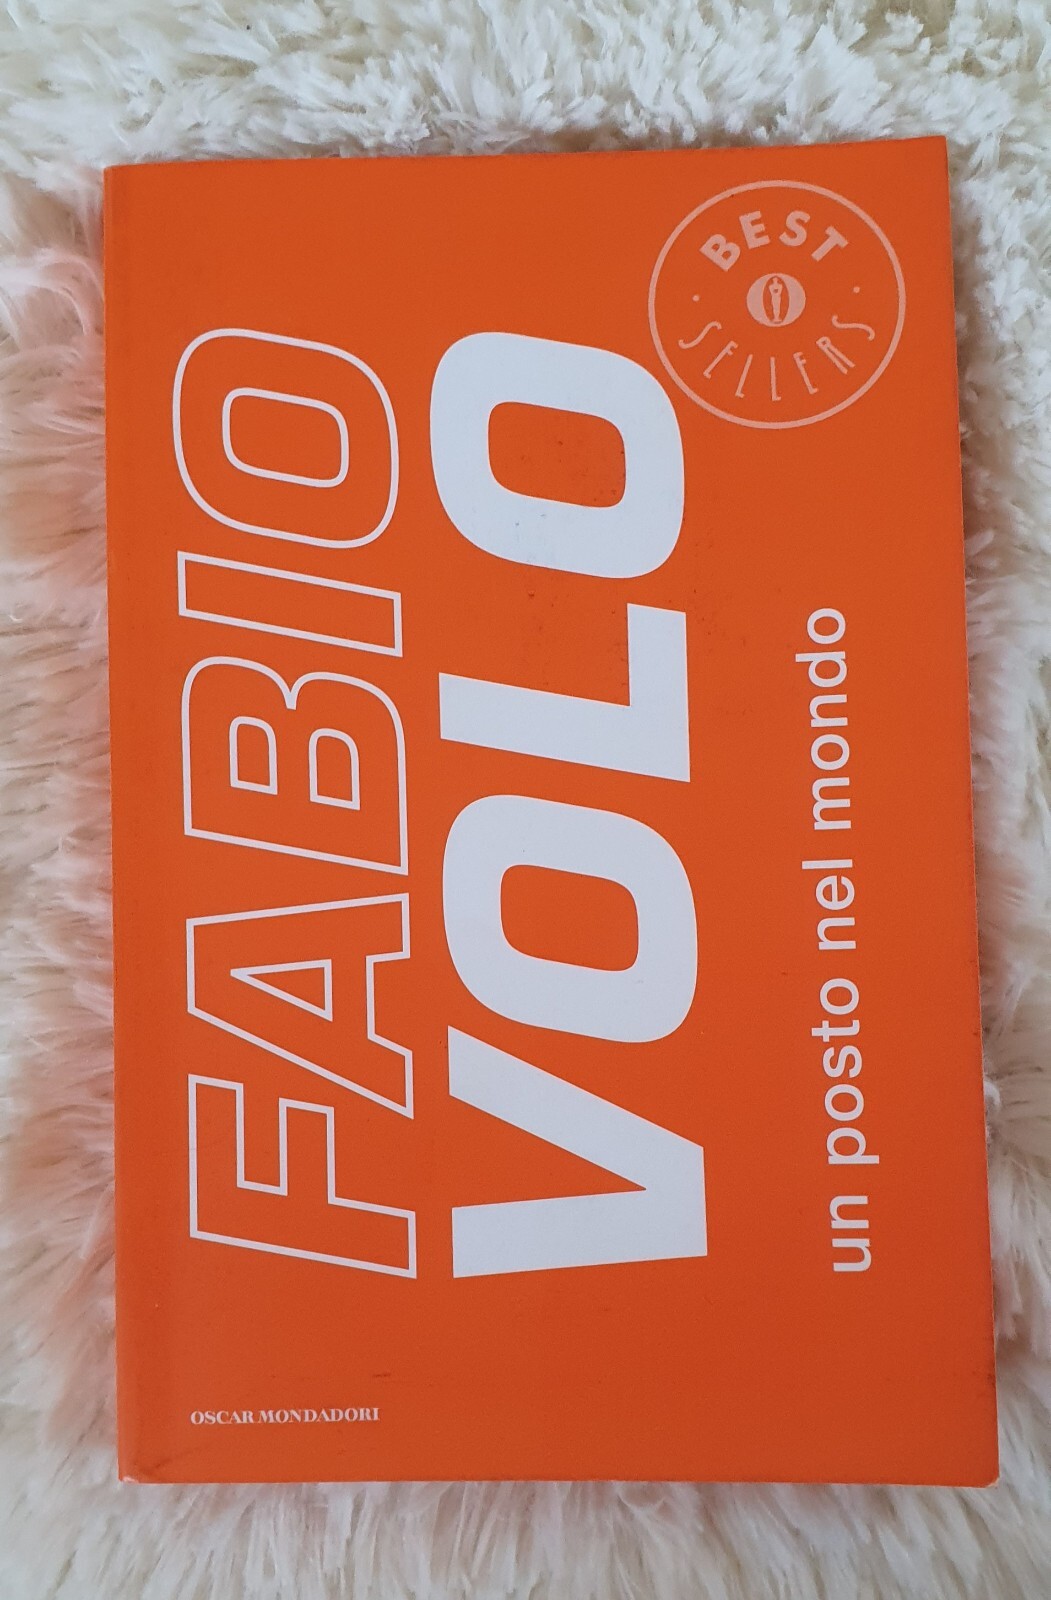 FABIO
VOLO
un posto nel mondo
BEST
SELLERS
OSCAR MONDADORI